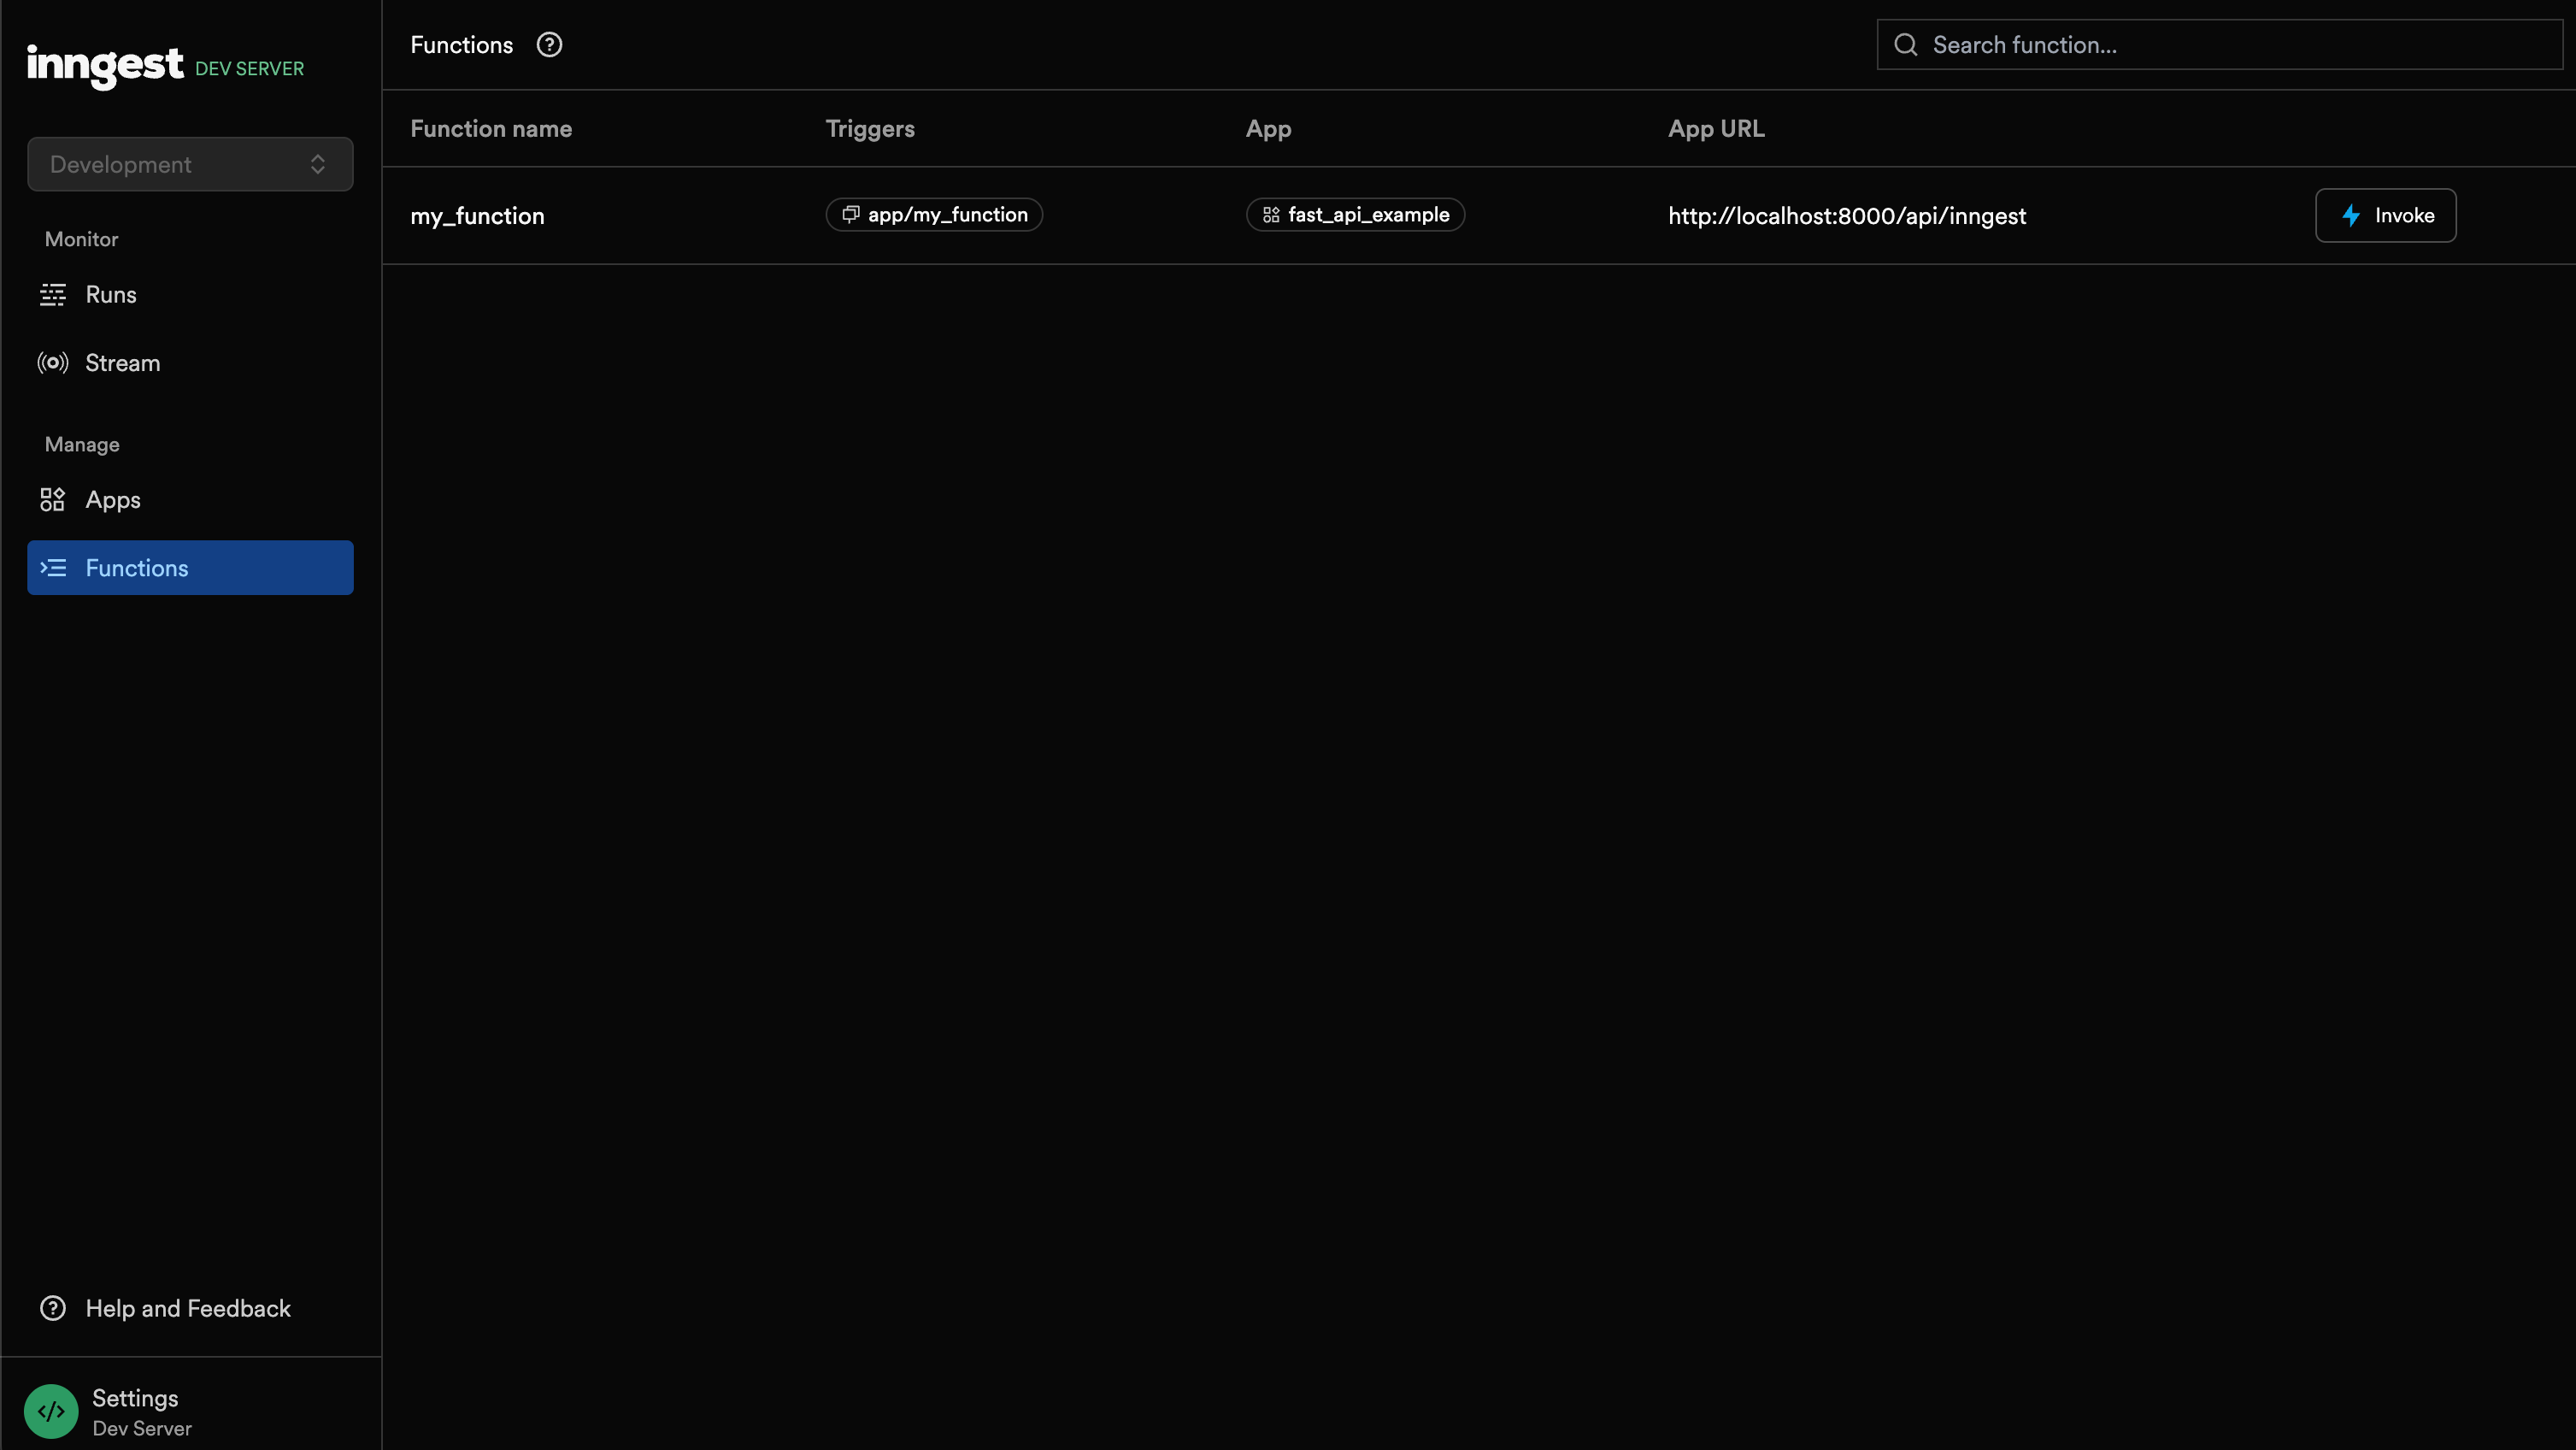 inngest DEV SERVER
Development
Monitor
Runs
Stream
Manage
Apps
Functions
Help and Feedback
</>
Settings
Dev Server
Functions
Search function...
Function name Triggers App App URL
my_function app/my_function fast_api_example http://localhost:8000/api/inngest Invoke